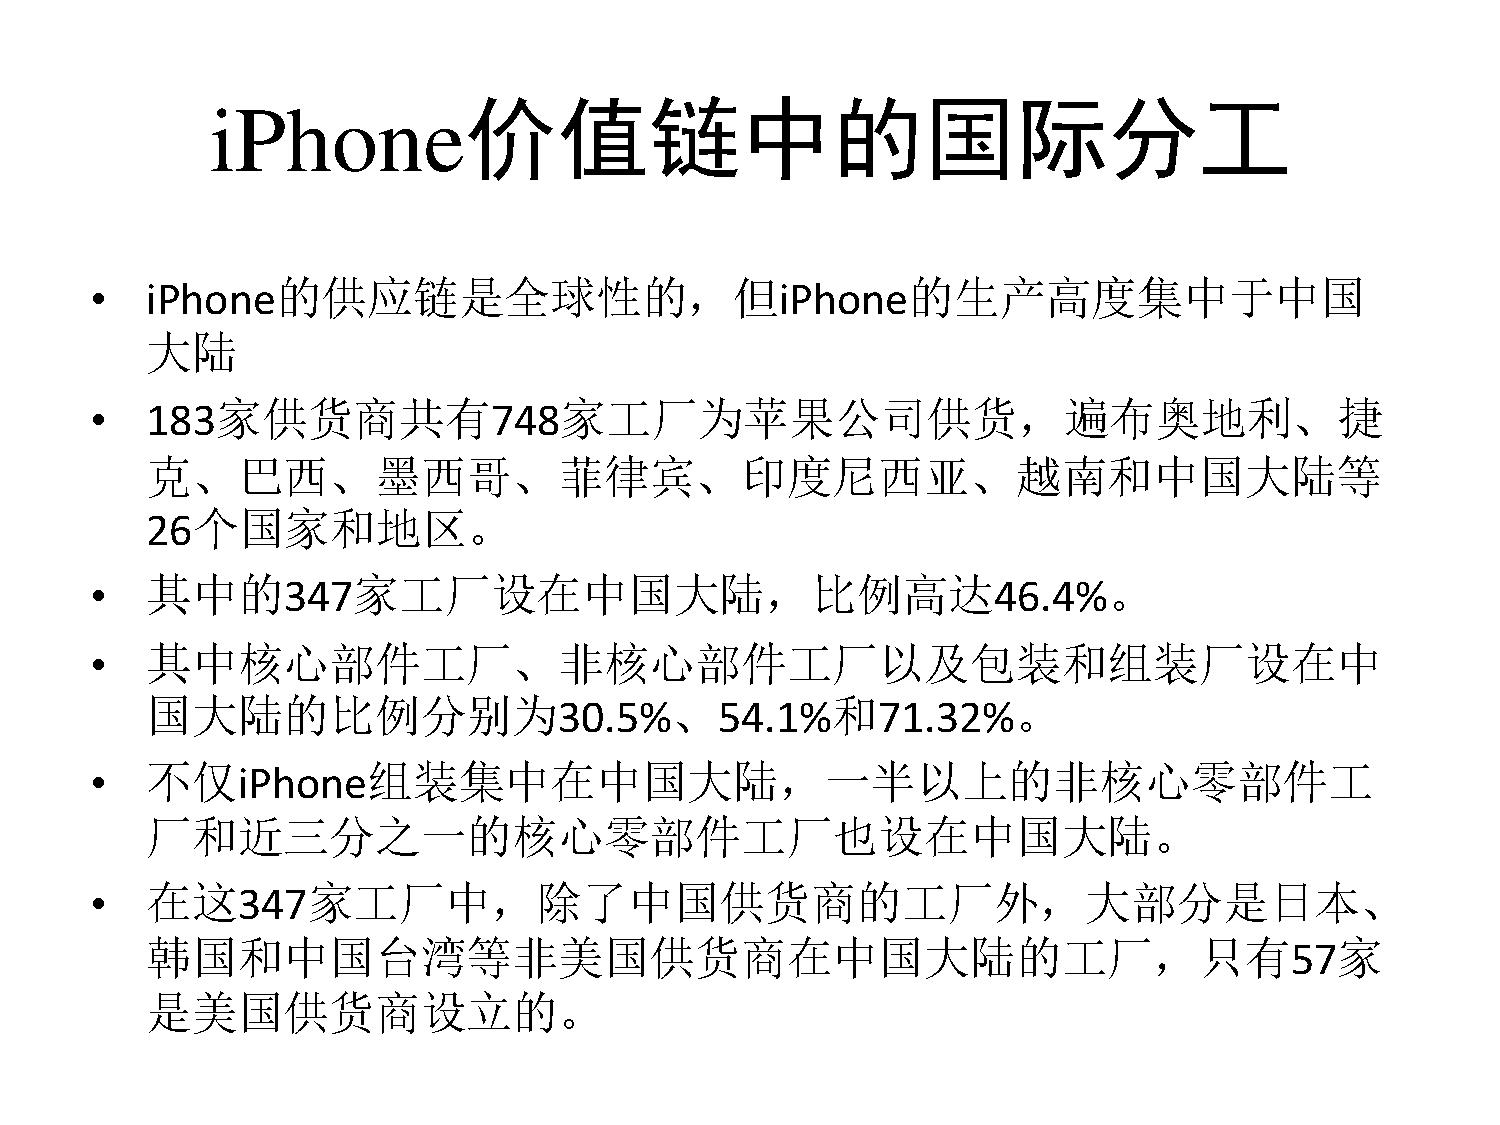 iPhone价值链中的国际分工
• iPhone的供应链是全球性的，但iPhone的生产高度集中于中国
大陆
• 183家供货商共有748家工厂为苹果公司供货，遍布奥地利、捷
克、巴西、墨西哥、菲律宾、印度尼西亚、越南和中国大陆等
26个国家和地区。
• 其中的347家工厂设在中国大陆，比例高达46.4%。
• 其中核心部件工厂、非核心部件工厂以及包装和组装厂设在中
国大陆的比例分别为30.5%、54.1%和71.32%。
• 不仅iPhone组装集中在中国大陆，一半以上的非核心零部件工
厂和近三分之一的核心零部件工厂也设在中国大陆。
• 在这347家工厂中，除了中国供货商的工厂外，大部分是日本、
韩国和中国台湾等非美国供货商在中国大陆的工厂，只有57家
是美国供货商设立的。